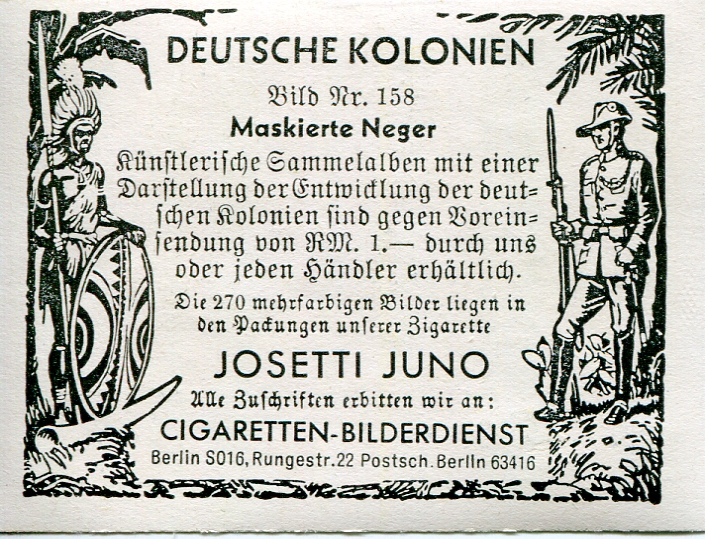 DEUTSCHE KOLONIEN
Bild Nr. 158
Maskierte Neger
Künstlerische Sammelalben mit einer
Darstellung der Entwicklung der deut-
schen Kolonien sind gegen Vorein-
sendung von RM. 1.— durch uns
oder jeden Händler erhältlich.
Die 270 mehrfarbigen Bilder liegen in
den Packungen unserer Zigarette
JOSETTI JUNO
Alle Zuschriften erbitten wir an:
CIGARETTEN-BILDERDIENST
Berlin SO16, Rungestr.22 Postsch.Berlin 63416